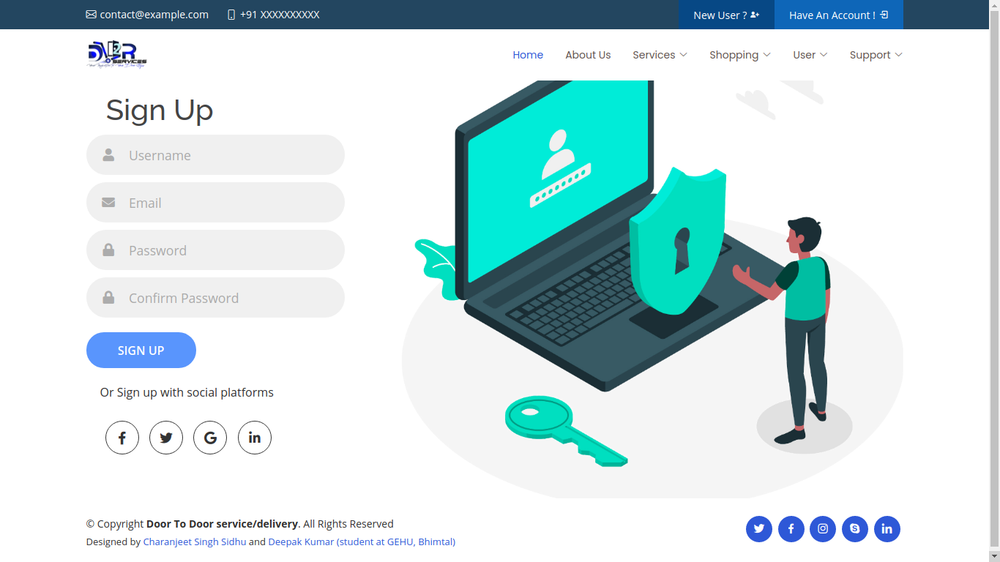 contact@example.com +91 XXXXXXXXXX New User ? Have An Account !
SERVICES
Home About Us Services Shopping User Support
Sign Up
Username
Email
Password
Confirm Password
SIGN UP
Or Sign up with social platforms
© Copyright Door To Door service/delivery. All Rights Reserved
Designed by Charanjeet Singh Sidhu and Deepak Kumar (student at GEHU, Bhimtal)